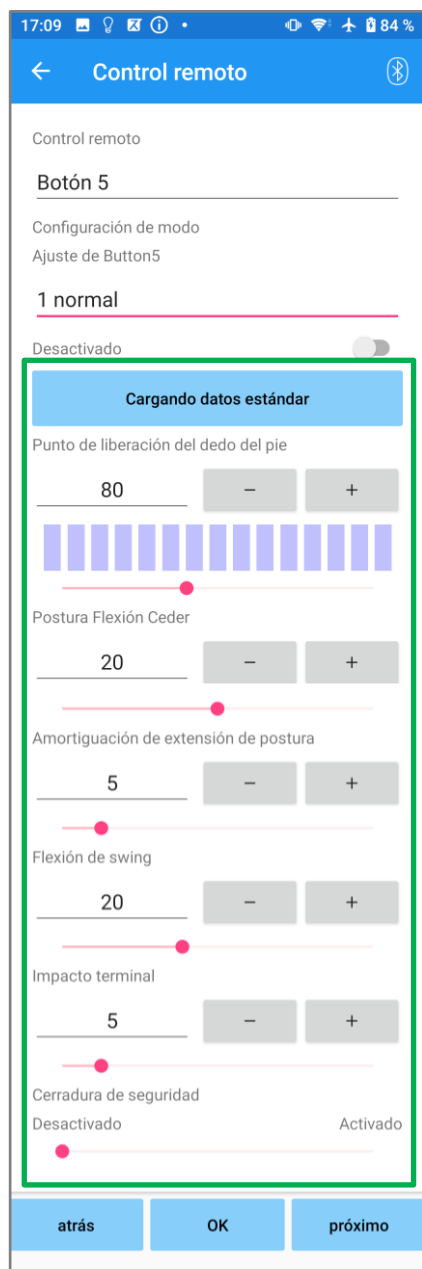 17:09 84 %
Control remoto
Control remoto
Botón 5
Configuración de modo
Ajuste de Button5
1 normal
Desactivado
Cargando datos estándar
Punto de liberación del dedo del pie
80 − +
Postura Flexión Ceder
20 − +
Amortiguación de extensión de postura
5 − +
Flexión de swing
20 − +
Impacto terminal
5 − +
Cerradura de seguridad
Desactivado Activado
atrás OK próximo